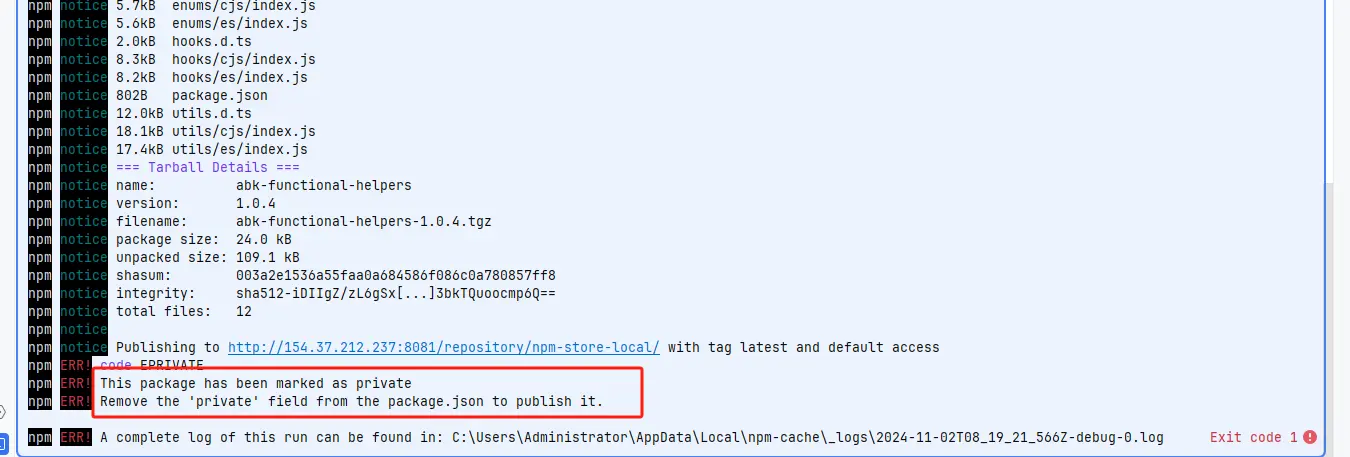 npm notice 5.7kB  enums/cjs/index.js
npm notice 5.6kB  enums/es/index.js
npm notice 2.0kB  hooks.d.ts
npm notice 8.3kB  hooks/cjs/index.js
npm notice 8.2kB  hooks/es/index.js
npm notice 802B   package.json
npm notice 12.0kB utils.d.ts
npm notice 18.1kB utils/cjs/index.js
npm notice 17.4kB utils/es/index.js
npm notice === Tarball Details ===
npm notice name:          abk-functional-helpers
npm notice version:       1.0.4
npm notice filename:      abk-functional-helpers-1.0.4.tgz
npm notice package size:  24.0 kB
npm notice unpacked size: 109.1 kB
npm notice shasum:        003a2e1536a55faa0a684586f086c0a780857ff8
npm notice integrity:     sha512-iDIIgZ/zL6gSx[...]3bkTQuoocmp6Q==
npm notice total files:   12
npm notice
npm notice Publishing to http://154.37.212.237:8081/repository/npm-store-local/ with tag latest and default access
npm ERR! code EPRIVATE
npm ERR! This package has been marked as private
npm ERR! Remove the 'private' field from the package.json to publish it.
npm ERR! A complete log of this run can be found in: C:\Users\Administrator\AppData\Local\npm-cache\_logs\2024-11-02T08_19_21_566Z-debug-0.log Exit code 1